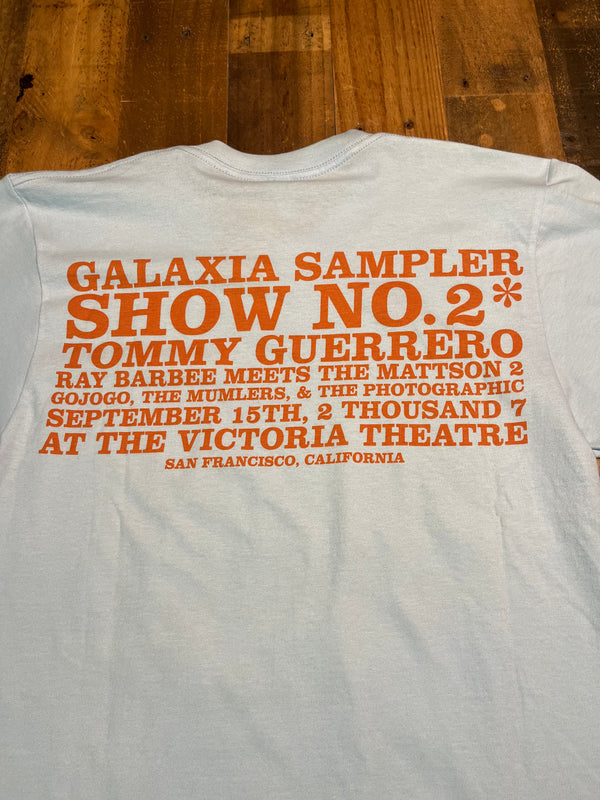 GALAXIA SAMPLER
SHOW NO.2*
TOMMY GUERRERO
RAY BARBEE MEETS THE MATTSON 2
GOJOGO, THE MUMLERS, & THE PHOTOGRAPHIC
SEPTEMBER 15TH, 2 THOUSAND 7
AT THE VICTORIA THEATRE
SAN FRANCISCO, CALIFORNIA